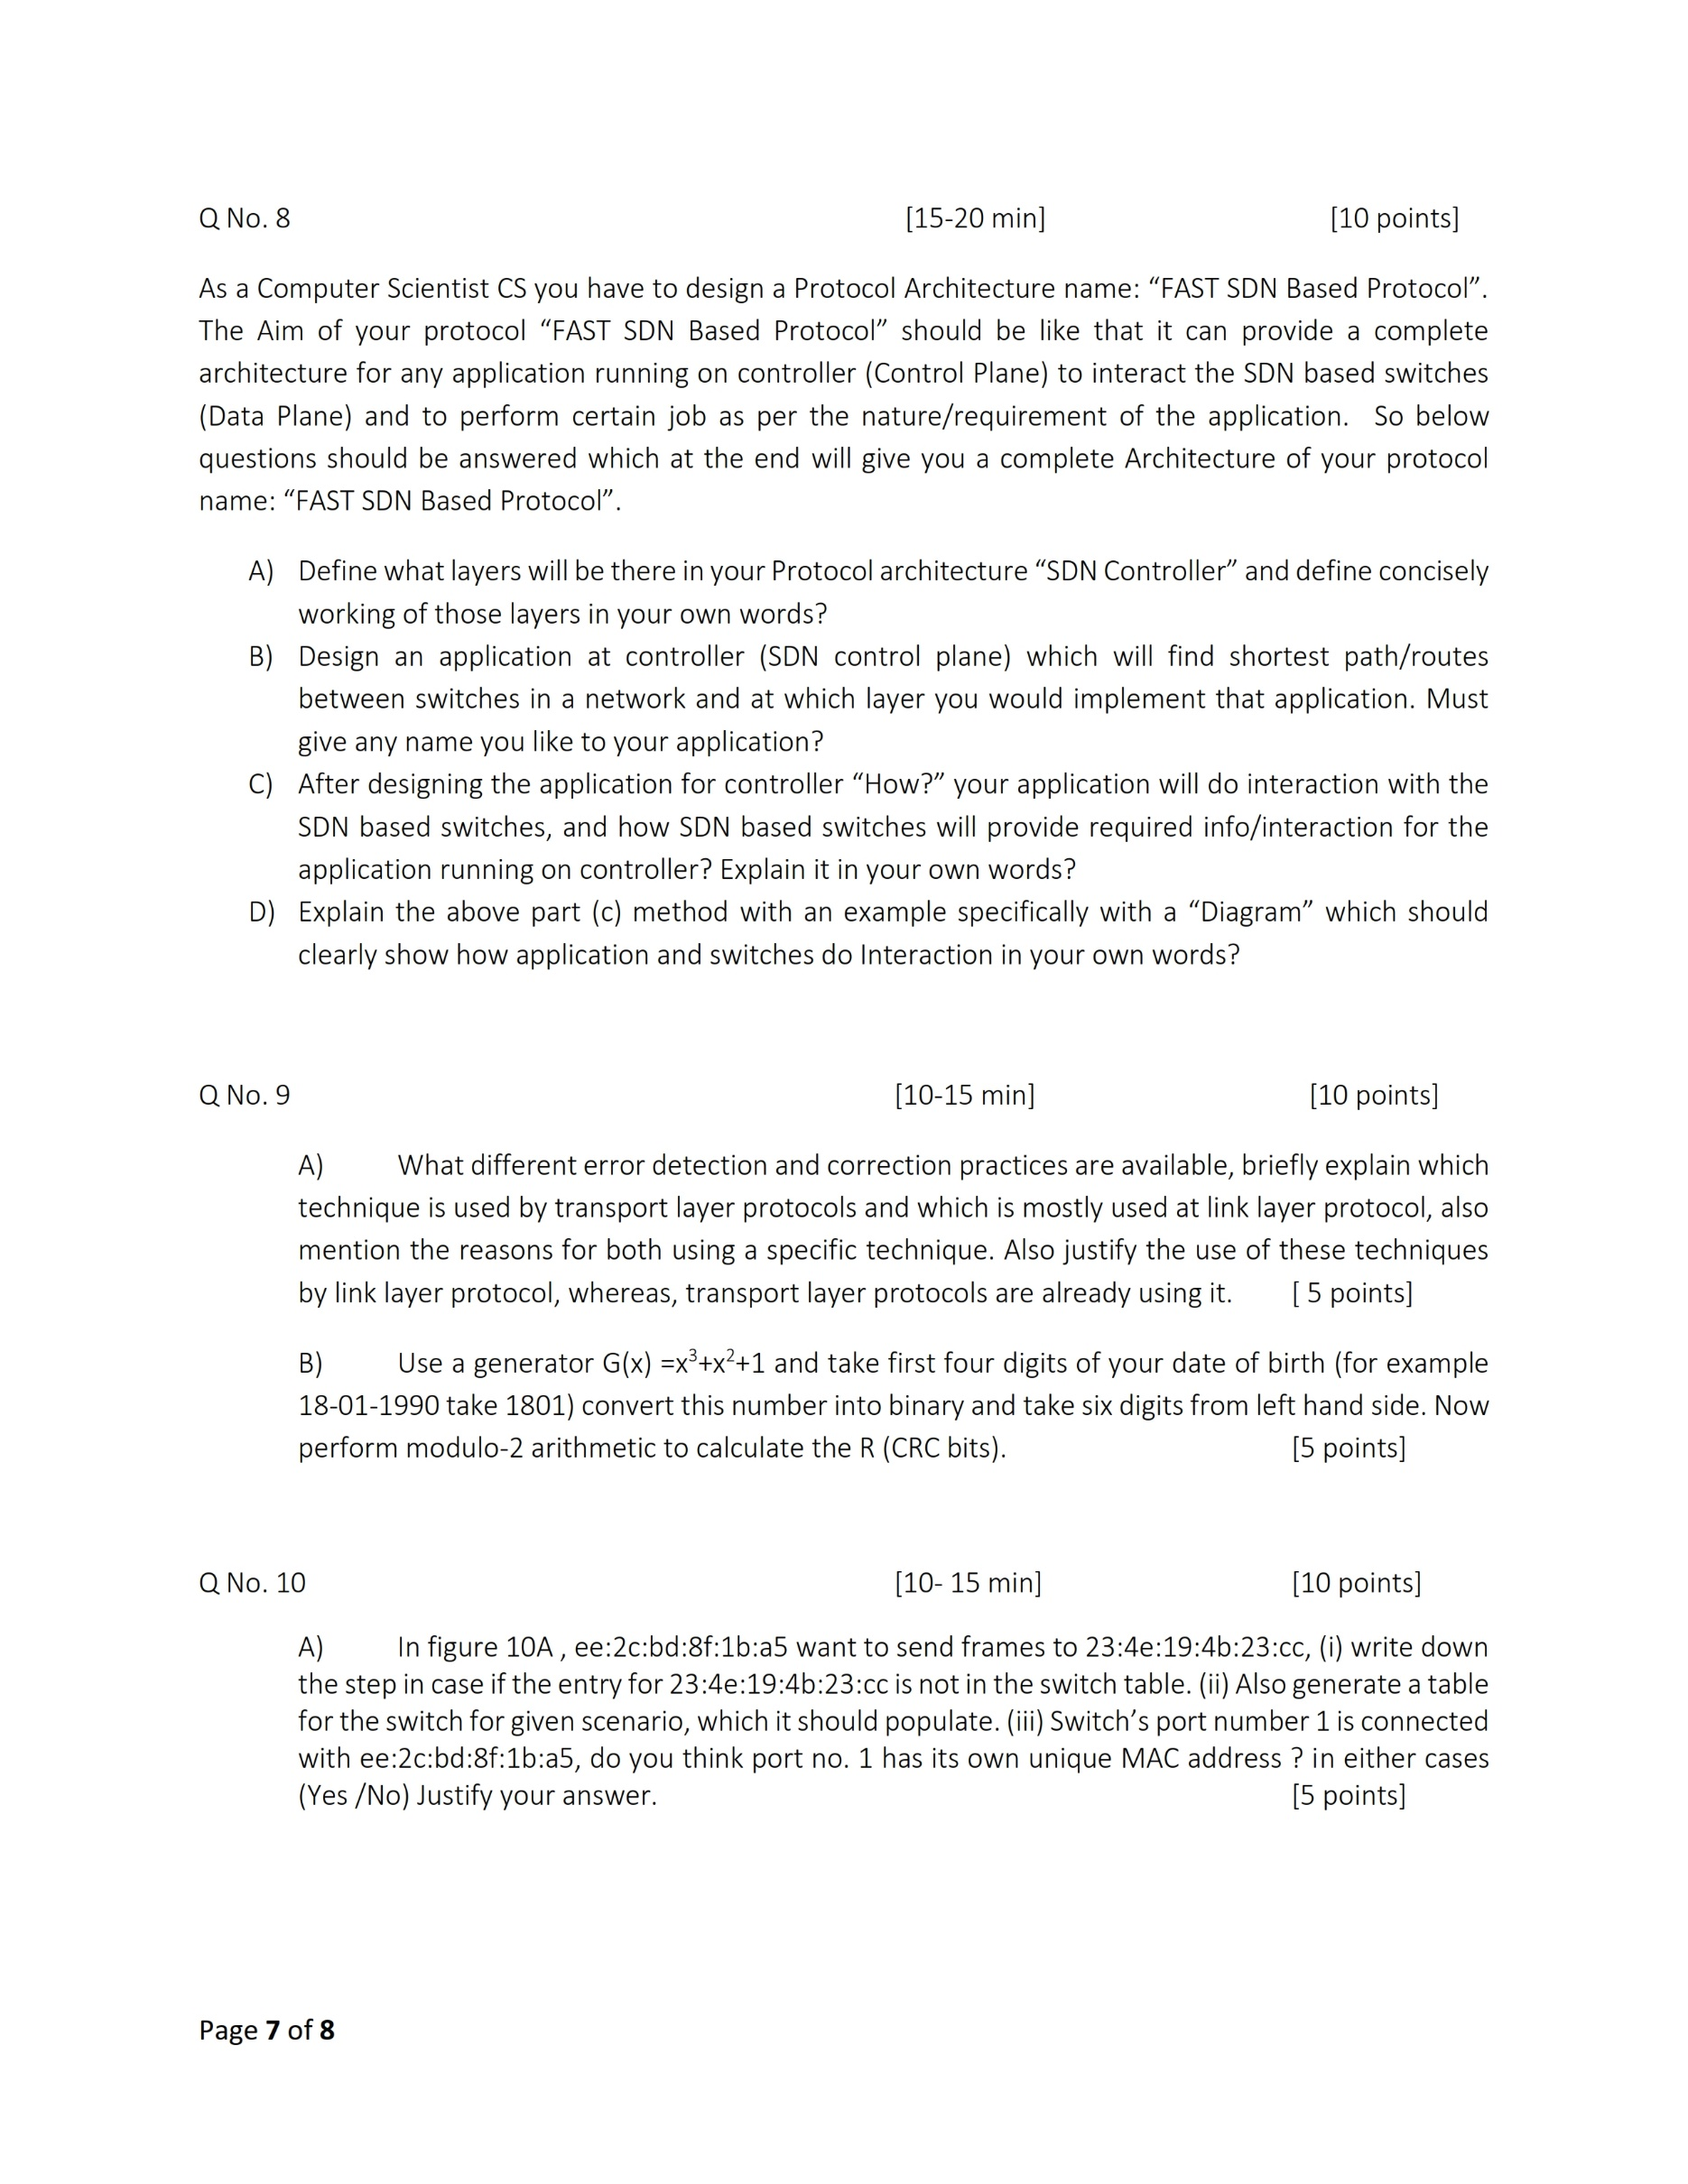 Q No. 8 [15-20 min] [10 points]
As a Computer Scientist CS you have to design a Protocol Architecture name: “FAST SDN Based Protocol”.
The Aim of your protocol “FAST SDN Based Protocol” should be like that it can provide a complete
architecture for any application running on controller (Control Plane) to interact the SDN based switches
(Data Plane) and to perform certain job as per the nature/requirement of the application. So below
questions should be answered which at the end will give you a complete Architecture of your protocol
name: “FAST SDN Based Protocol”.
A) Define what layers will be there in your Protocol architecture “SDN Controller” and define concisely
working of those layers in your own words?
B) Design an application at controller (SDN control plane) which will find shortest path/routes
between switches in a network and at which layer you would implement that application. Must
give any name you like to your application?
C) After designing the application for controller “How?” your application will do interaction with the
SDN based switches, and how SDN based switches will provide required info/interaction for the
application running on controller? Explain it in your own words?
D) Explain the above part (c) method with an example specifically with a “Diagram” which should
clearly show how application and switches do Interaction in your own words?
Q No. 9 [10-15 min] [10 points]
A) What different error detection and correction practices are available, briefly explain which
technique is used by transport layer protocols and which is mostly used at link layer protocol, also
mention the reasons for both using a specific technique. Also justify the use of these techniques
by link layer protocol, whereas, transport layer protocols are already using it. [ 5 points]
B) Use a generator G(x) =x³+x²+1 and take first four digits of your date of birth (for example
18-01-1990 take 1801) convert this number into binary and take six digits from left hand side. Now
perform modulo-2 arithmetic to calculate the R (CRC bits). [5 points]
Q No. 10 [10- 15 min] [10 points]
A) In figure 10A , ee:2c:bd:8f:1b:a5 want to send frames to 23:4e:19:4b:23:cc, (i) write down
the step in case if the entry for 23:4e:19:4b:23:cc is not in the switch table. (ii) Also generate a table
for the switch for given scenario, which it should populate. (iii) Switch’s port number 1 is connected
with ee:2c:bd:8f:1b:a5, do you think port no. 1 has its own unique MAC address ? in either cases
(Yes /No) Justify your answer. [5 points]
Page 7 of 8